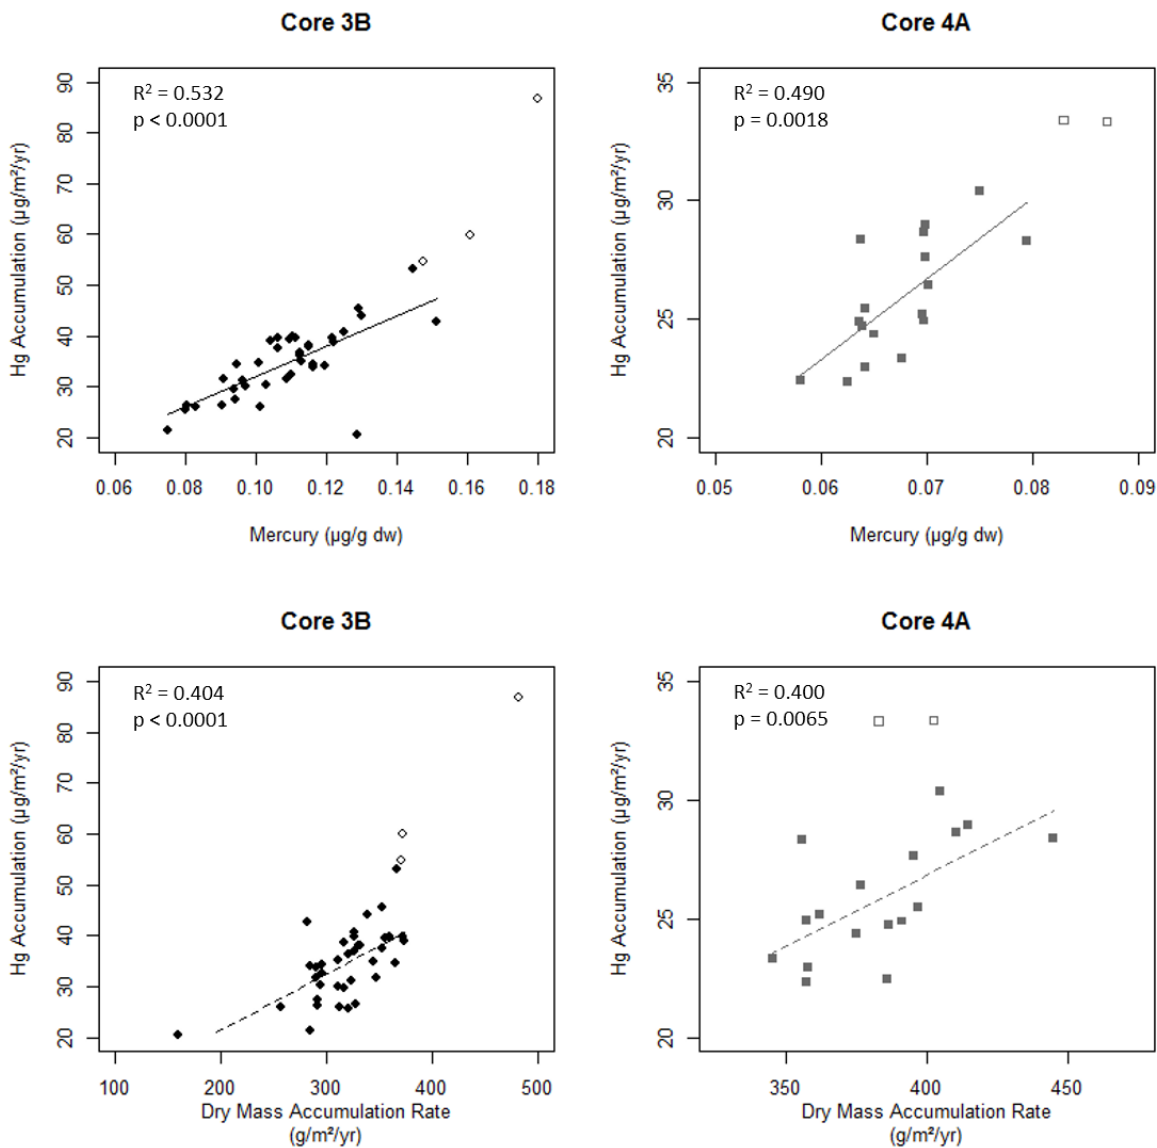 Core 3B
Hg Accumulation (µg/m²/yr)
90
80
70
60
50
40
30
20
R² = 0.532
p < 0.0001
0.06 0.08 0.10 0.12 0.14 0.16 0.18
Mercury (µg/g dw)
Core 4A
Hg Accumulation (µg/m²/yr)
35
30
25
20
R² = 0.490
p = 0.0018
0.05 0.06 0.07 0.08 0.09
Mercury (µg/g dw)
Core 3B
Hg Accumulation (µg/m²/yr)
90
80
70
60
50
40
30
20
R² = 0.404
p < 0.0001
100 200 300 400 500
Dry Mass Accumulation Rate
(g/m²/yr)
Core 4A
Hg Accumulation (µg/m²/yr)
35
30
25
20
R² = 0.400
p = 0.0065
350 400 450
Dry Mass Accumulation Rate
(g/m²/yr)